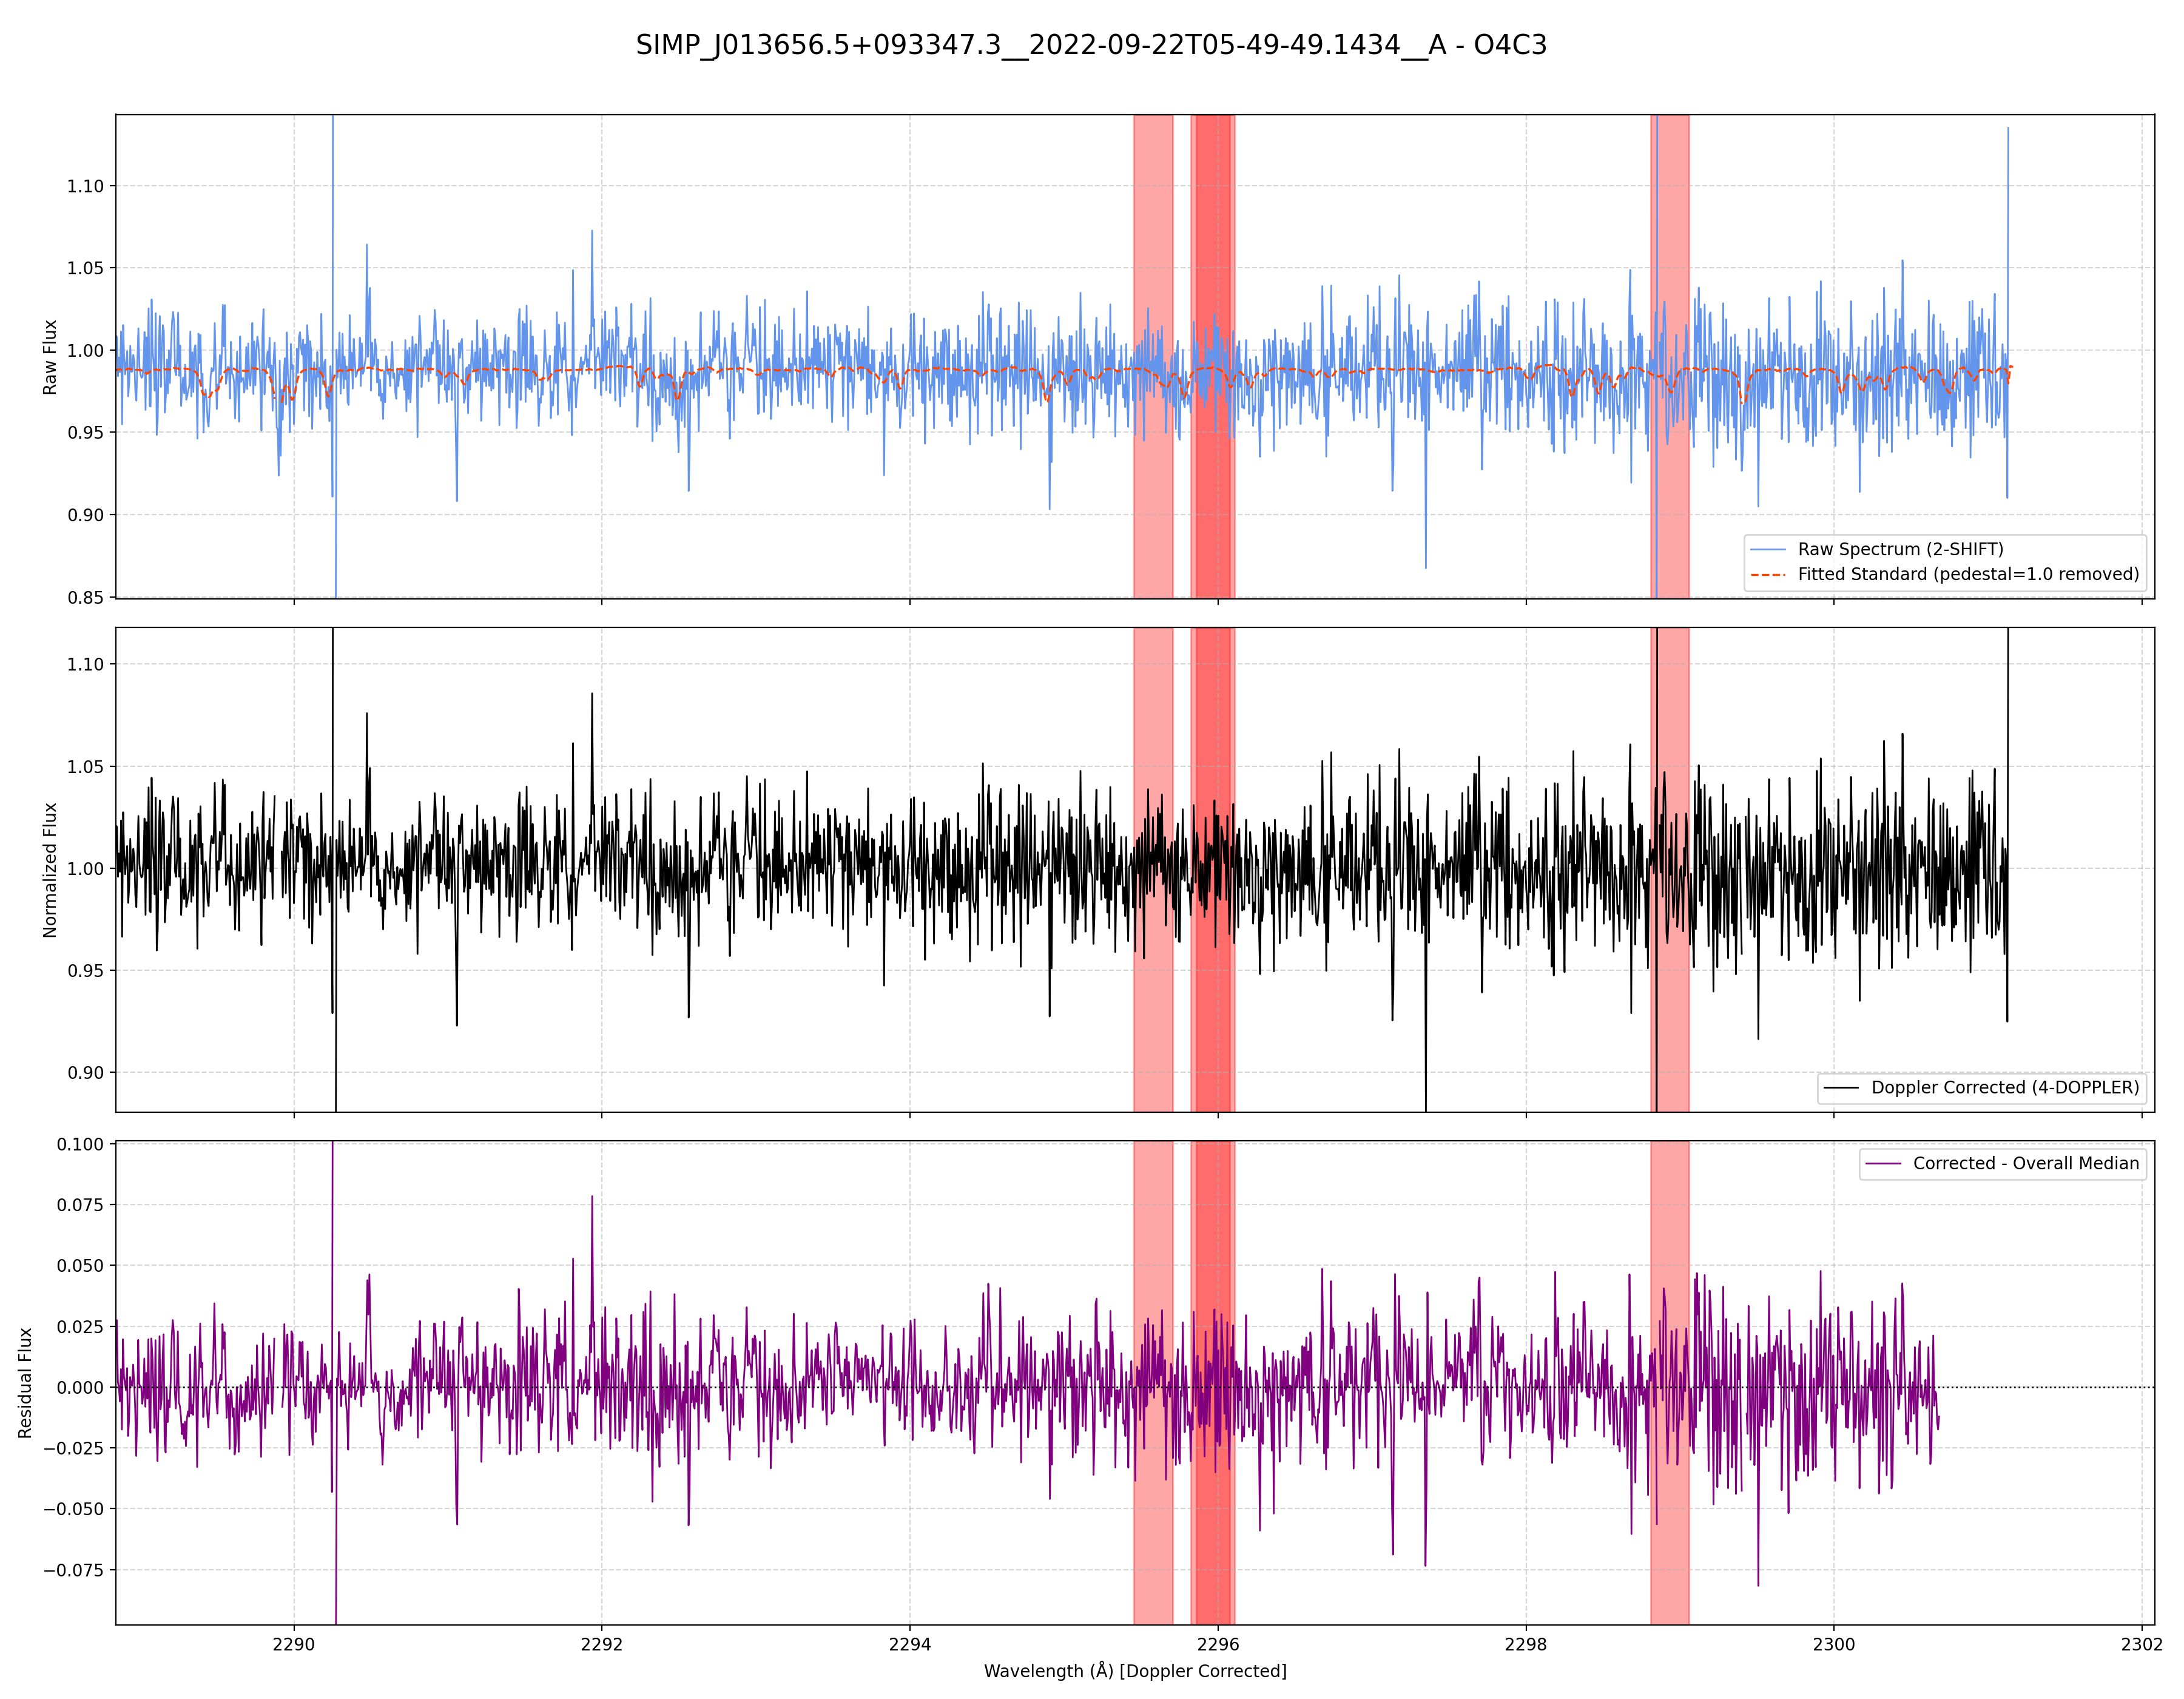 SIMP_J013656.5+093347.3__2022-09-22T05-49-49.1434__A - O4C3
Raw Flux
1.10
1.05
1.00
0.95
0.90
0.85
Raw Spectrum (2-SHIFT)
Fitted Standard (pedestal=1.0 removed)
Normalized Flux
1.10
1.05
1.00
0.95
0.90
Doppler Corrected (4-DOPPLER)
Residual Flux
0.100
0.075
0.050
0.025
0.000
−0.025
−0.050
−0.075
Corrected - Overall Median
2290 2292 2294 2296 2298 2300 2302
Wavelength (Å) [Doppler Corrected]